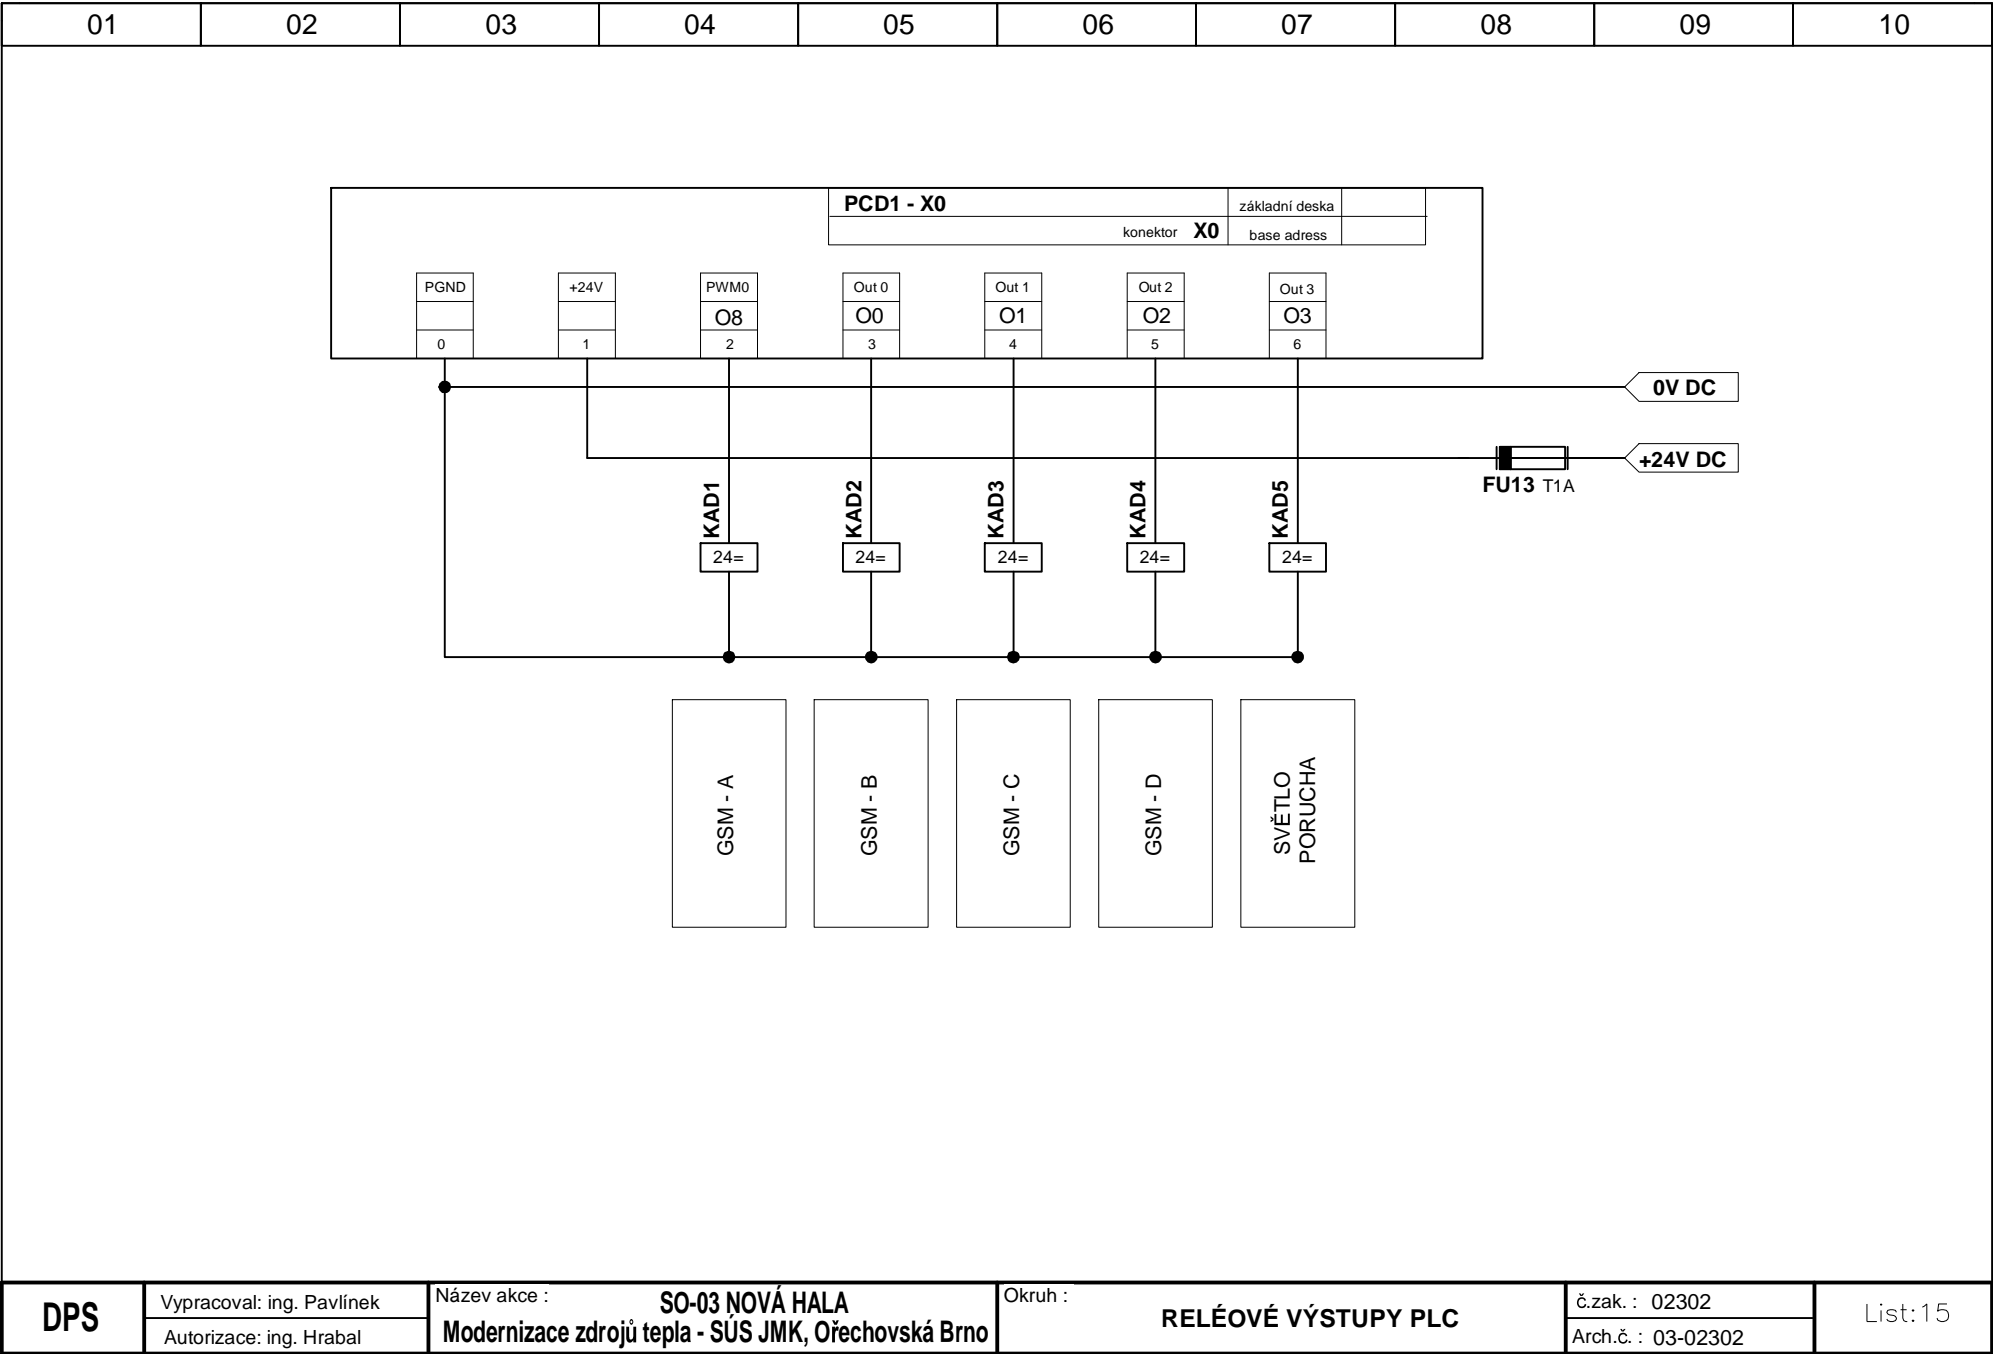 01 02 03 04 05 06 07 08 09 10
PCD1 - X0 základní deska
konektor X0 base adress
PGND +24V PWM0 Out 0 Out 1 Out 2 Out 3
O8 O0 O1 O2 O3
0 1 2 3 4 5 6
0V DC
+24V DC
FU13 T1A
KAD1 KAD2 KAD3 KAD4 KAD5
24= 24= 24= 24= 24=
GSM - A
GSM - B
GSM - C
GSM - D
SVĚTLO
PORUCHA
DPS
Vypracoval: ing. Pavlínek
Autorizace: ing. Hrabal
Název akce :
SO-03 NOVÁ HALA
Modernizace zdrojů tepla - SÚS JMK, Ořechovská Brno
Okruh :
RELÉOVÉ VÝSTUPY PLC
č.zak. : 02302
Arch.č. : 03-02302
List:15